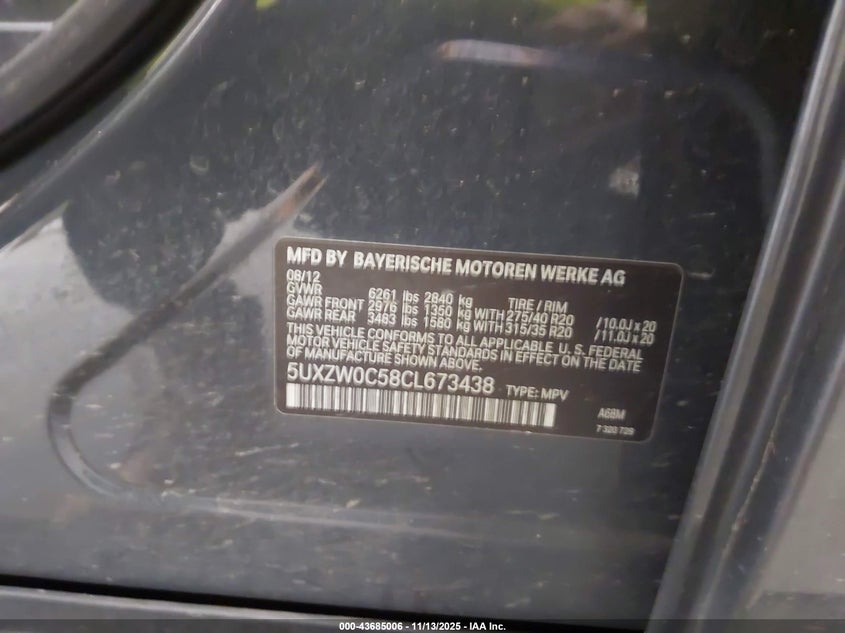 MFD BY BAYERISCHE MOTOREN WERKE AG
08/12
GVWR 6261 lbs 2840 kg TIRE / RIM
GAWR FRONT 2976 lbs 1350 kg WITH 275/40 R20 / 10.0J x 20
GAWR REAR 3483 lbs 1580 kg WITH 315/35 R20 / 11.0J x 20
THIS VEHICLE CONFORMS TO ALL APPLICABLE U.S. FEDERAL
MOTOR VEHICLE SAFETY STANDARDS IN EFFECT ON THE DATE
OF MANUFACTURE SHOWN ABOVE.
5UXZW0C58CL673438 TYPE: MPV
A68M
7 320 729
000-43685006 - 11/13/2025 - IAA Inc.